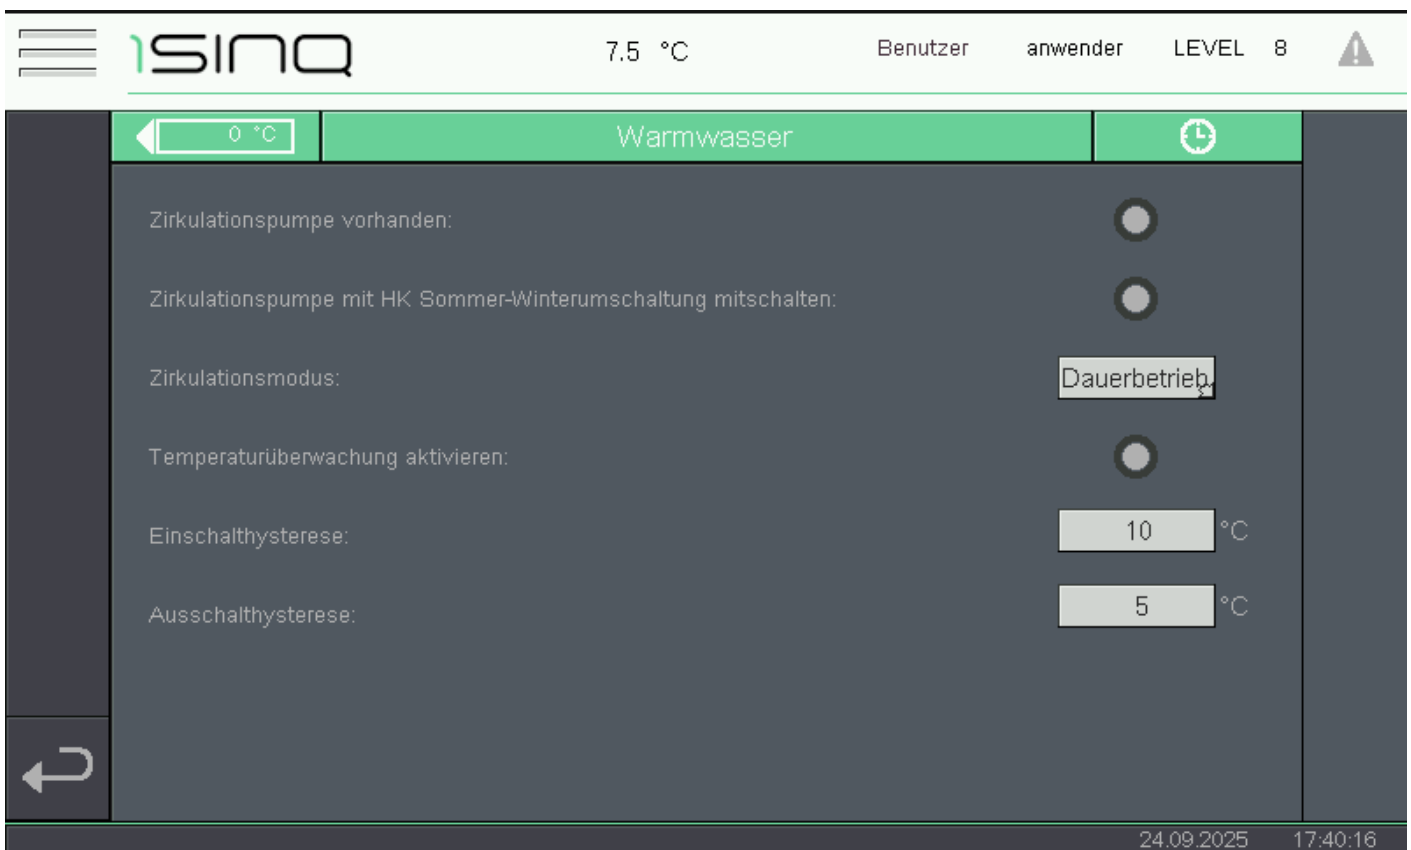 ısınQ 7.5 °C Benutzer anwender LEVEL 8
0 °C Warmwasser
Zirkulationspumpe vorhanden:
Zirkulationspumpe mit HK Sommer-Winterumschaltung mitschalten:
Zirkulationsmodus: Dauerbetrieb
Temperaturüberwachung aktivieren:
Einschalthysterese: 10 °C
Ausschalthysterese: 5 °C
24.09.2025 17:40:16